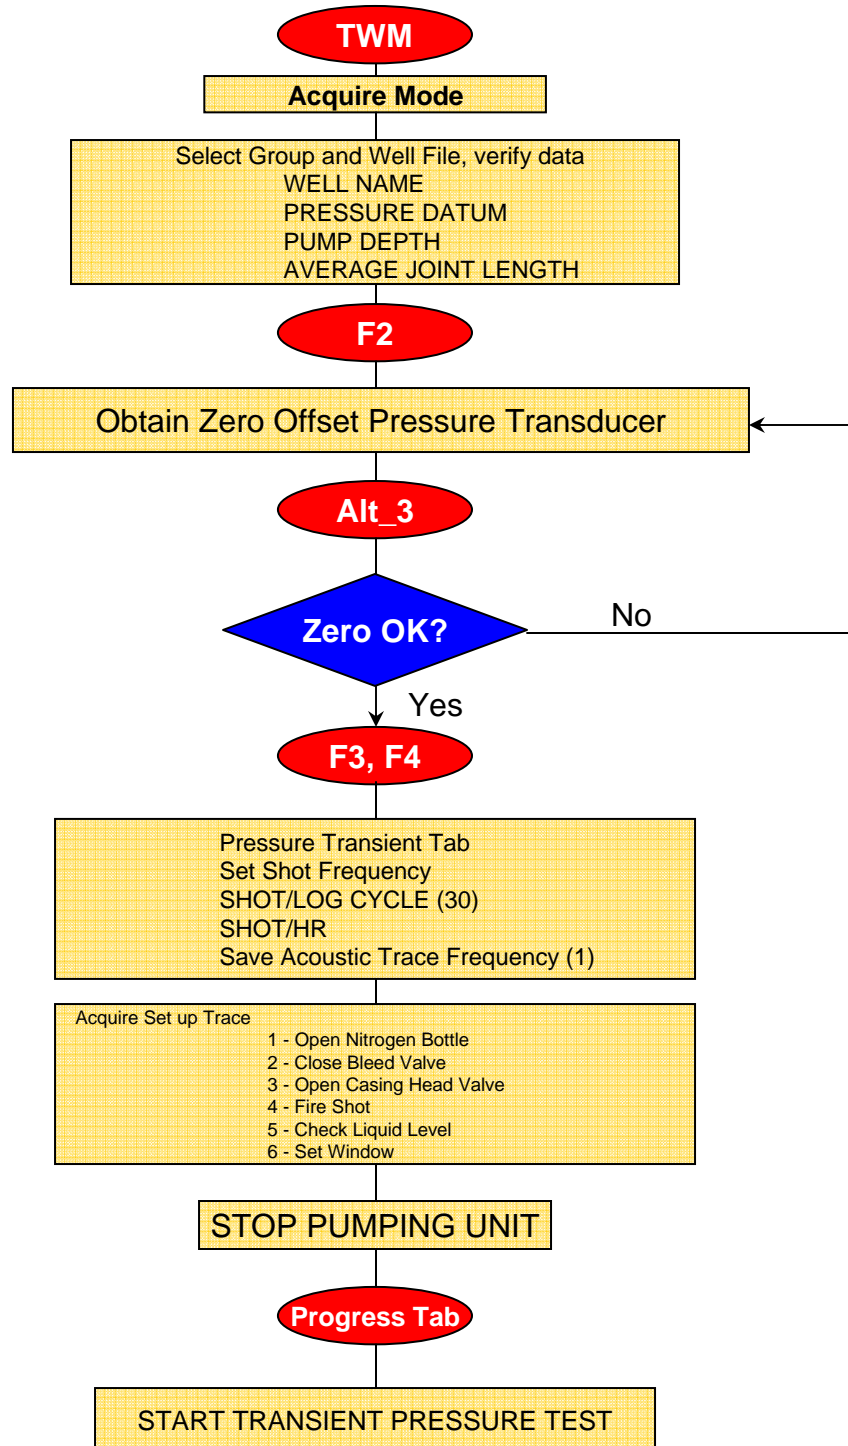 TWM
Acquire Mode
Select Group and Well File, verify data
WELL NAME
PRESSURE DATUM
PUMP DEPTH
AVERAGE JOINT LENGTH
F2
Obtain Zero Offset Pressure Transducer
Alt_3
Zero OK?
No
Yes
F3, F4
Pressure Transient Tab
Set Shot Frequency
SHOT/LOG CYCLE (30)
SHOT/HR
Save Acoustic Trace Frequency (1)
Acquire Set up Trace
1 - Open Nitrogen Bottle
2 - Close Bleed Valve
3 - Open Casing Head Valve
4 - Fire Shot
5 - Check Liquid Level
6 - Set Window
STOP PUMPING UNIT
Progress Tab
START TRANSIENT PRESSURE TEST